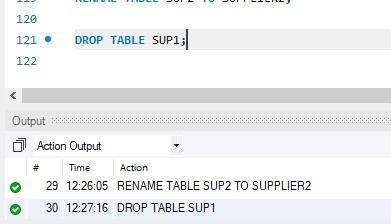 119 RENAME TABLE SUP2 TO SUPPLIER2;
120
121 DROP TABLE SUP1;
122
Output
Action Output
# Time Action
29 12:26:05 RENAME TABLE SUP2 TO SUPPLIER2
30 12:27:16 DROP TABLE SUP1